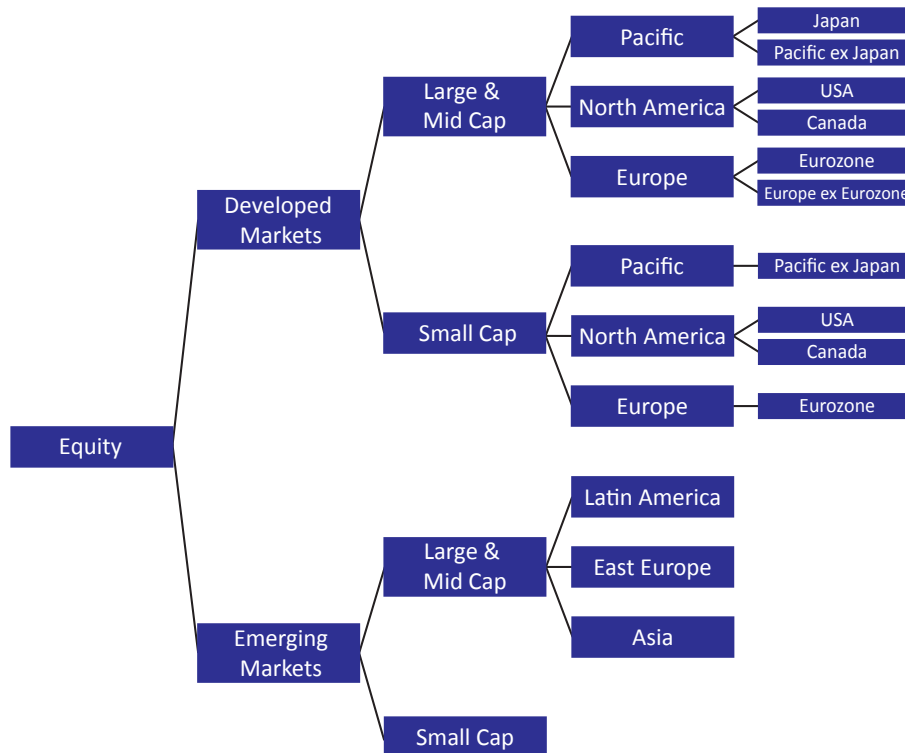 Japan
Pacific
Pacific ex Japan
Large &
Mid Cap
USA
North America
Canada
Eurozone
Europe
Europe ex Eurozone
Developed
Markets
Pacific
Pacific ex Japan
Small Cap
USA
North America
Canada
Europe
Eurozone
Equity
Latin America
Large &
Mid Cap
East Europe
Asia
Emerging
Markets
Small Cap